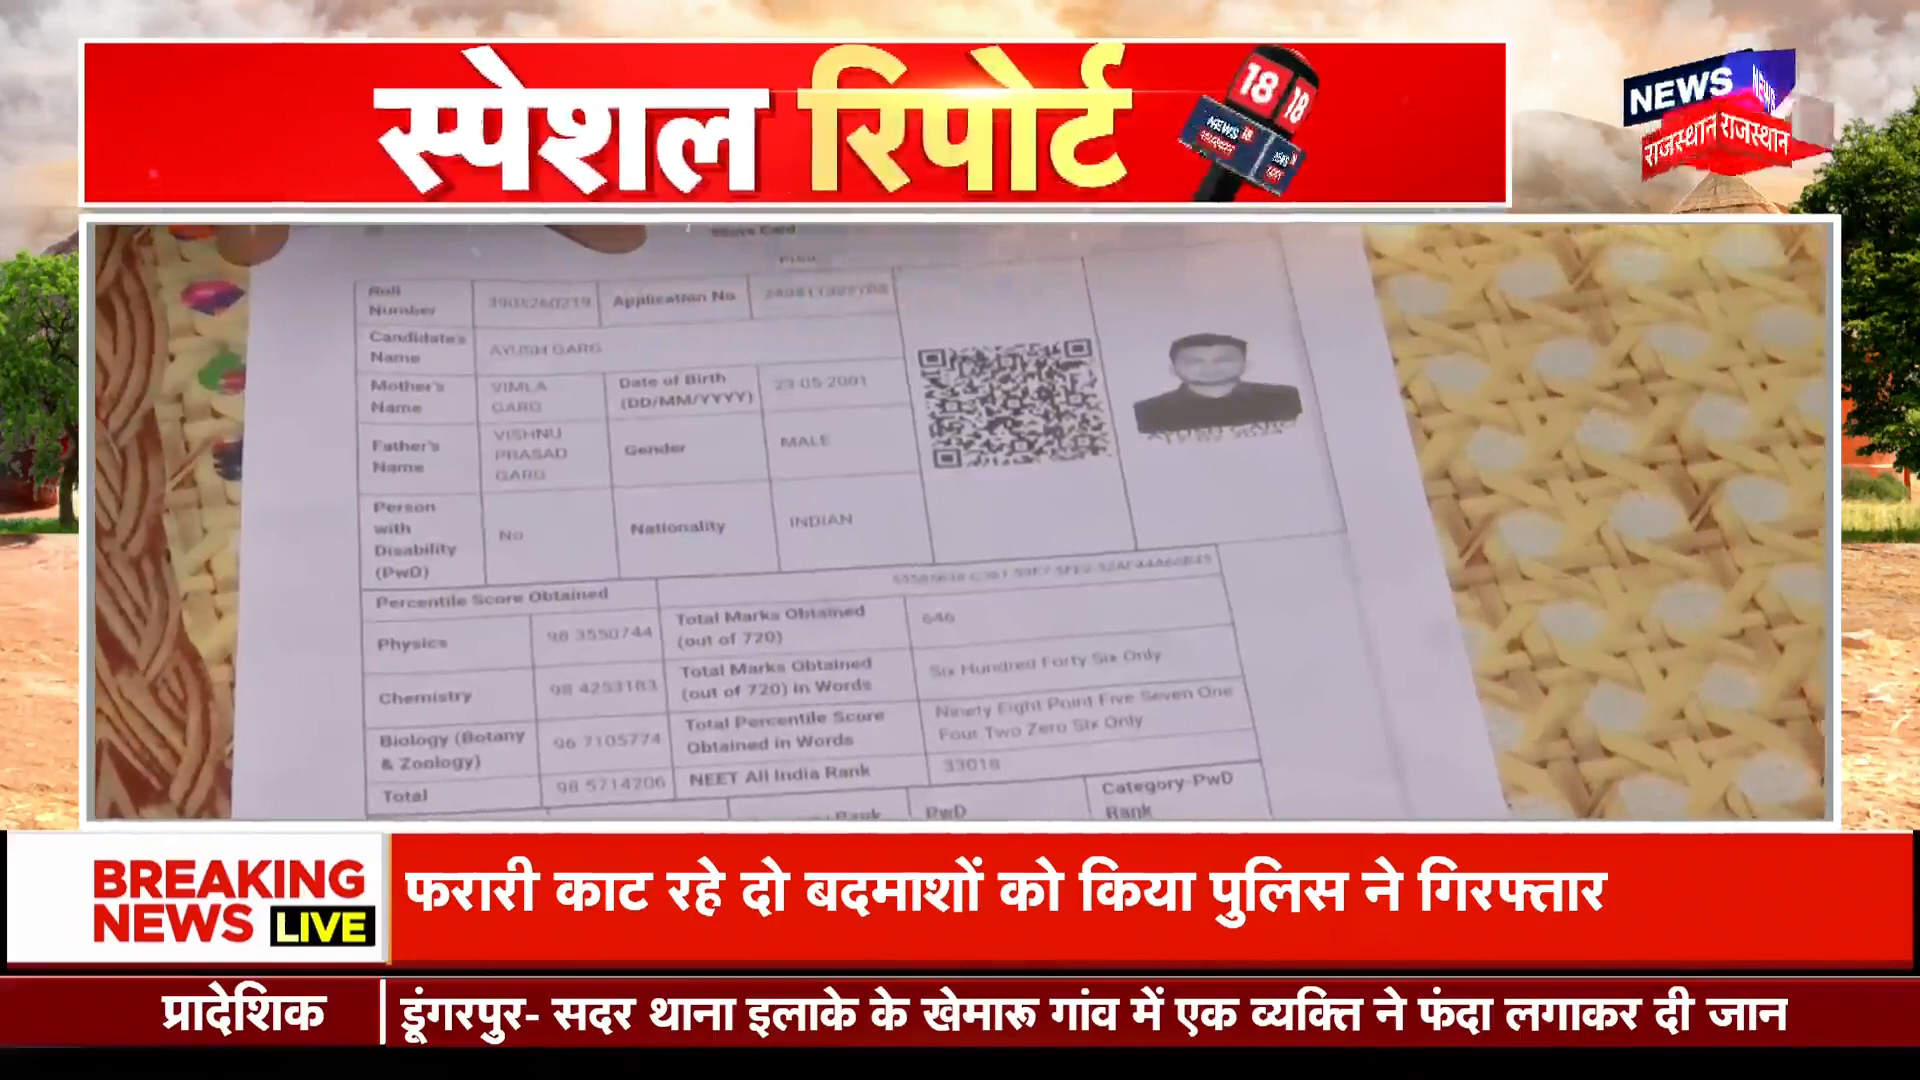 स्पेशल रिपोर्ट
18
18
NEWS
NEWS
राजस्थान राजस्थान
Score Card
Roll Number 3903260219 Application No.
Candidate's Name AYUSH GARG
Mother's Name VIMLA GARG Date of Birth (DD/MM/YYYY) 23-05-2001
Father's Name VISHNU PRASAD GARG Gender MALE
Person with Disability (PwD) No Nationality INDIAN
Percentile Score Obtained
Physics 98.3550744 Total Marks Obtained (out of 720) 646
Chemistry 98.4253183 Total Marks Obtained (out of 720) in Words Six Hundred Forty Six Only
Biology (Botany & Zoology) 96.7105774 Total Percentile Score Obtained in Words Ninety Eight Point Five Seven One Four Two Zero Six Only
Total 98.5714206 NEET All India Rank 33018
Rank PwD Category-PwD Rank
BREAKING NEWS LIVE
फरारी काट रहे दो बदमाशों को किया पुलिस ने गिरफ्तार
प्रादेशिक
डूंगरपुर- सदर थाना इलाके के खेमारू गांव में एक व्यक्ति ने फंदा लगाकर दी जान